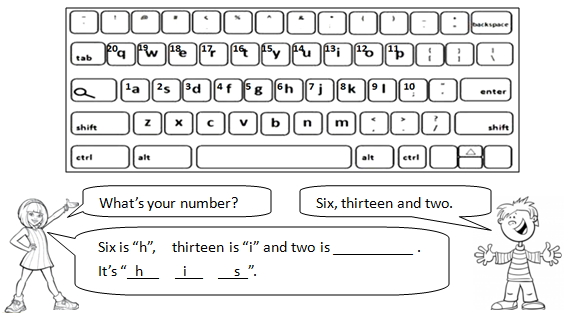 ~ ! @ # $ % ^ & * ( ) _ + backspace
tab 20q 19w 18e 17r 16t 15y 14u 13i 12o 11p { [ } ] | \
1a 2s 3d 4f 5g 6h 7j 8k 9l 10; " enter
shift z x c v b n m < , > . ? / shift
ctrl alt alt ctrl
What's your number?
Six, thirteen and two.
Six is “h”, thirteen is “i” and two is ____________ .
It's “_h_ _i_ _s_”.